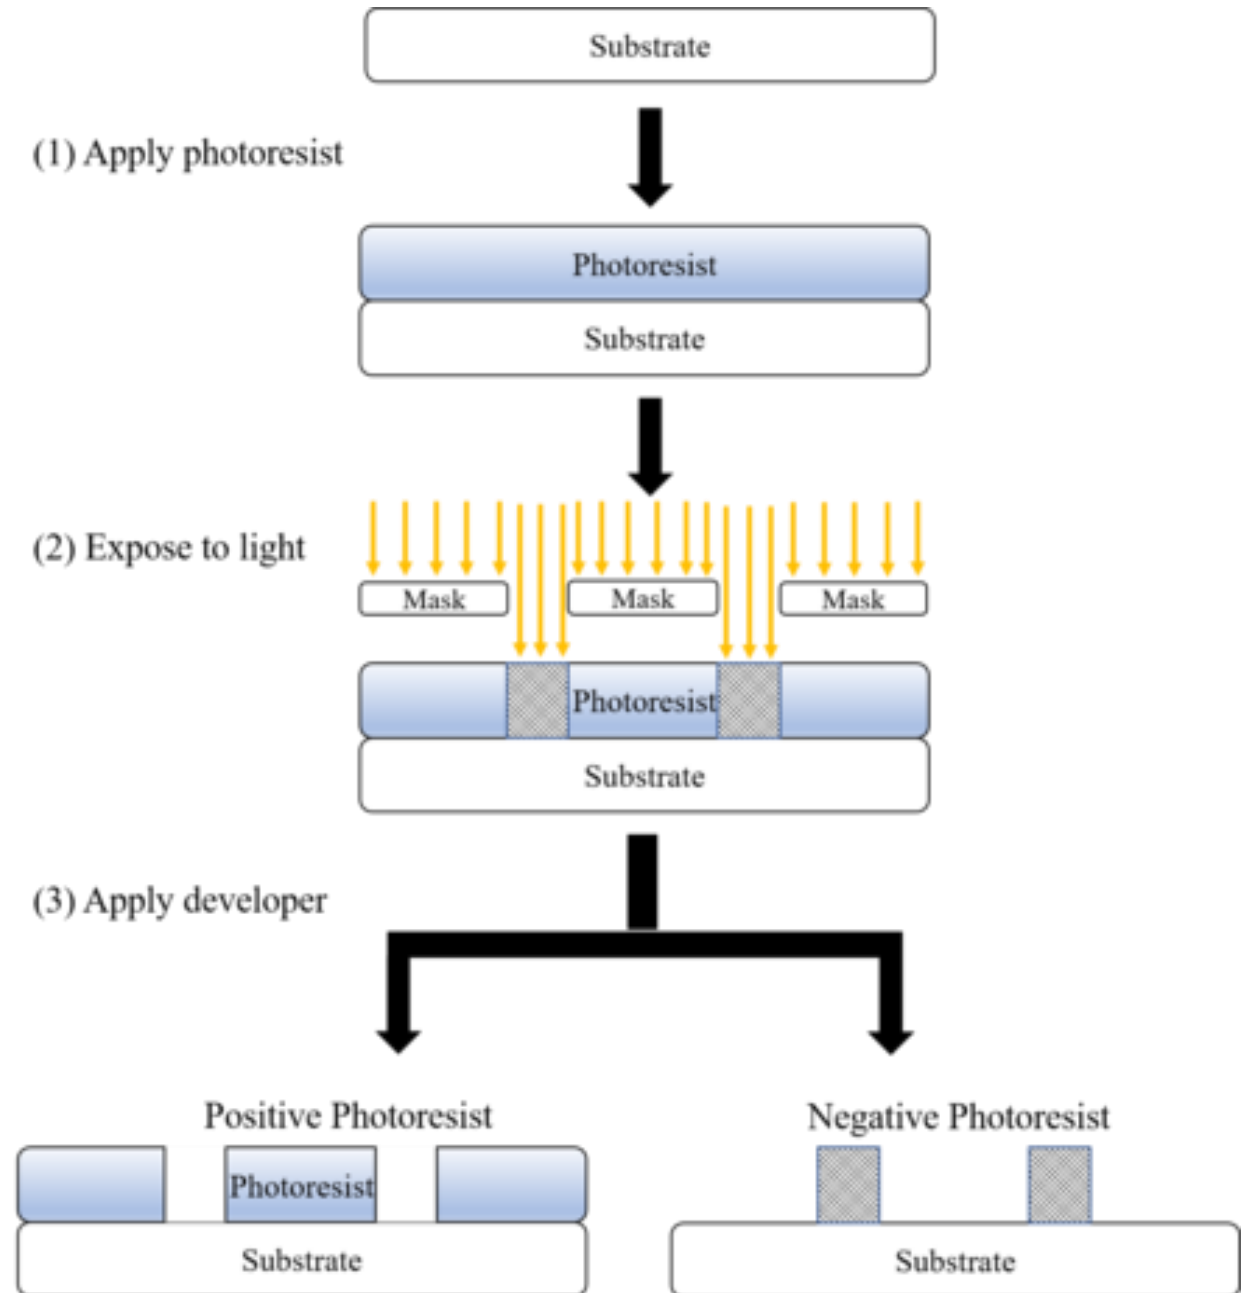 Substrate
(1) Apply photoresist
Photoresist
Substrate
(2) Expose to light
Mask Mask Mask
Photoresist
Substrate
(3) Apply developer
Positive Photoresist
Negative Photoresist
Photoresist
Substrate
Substrate